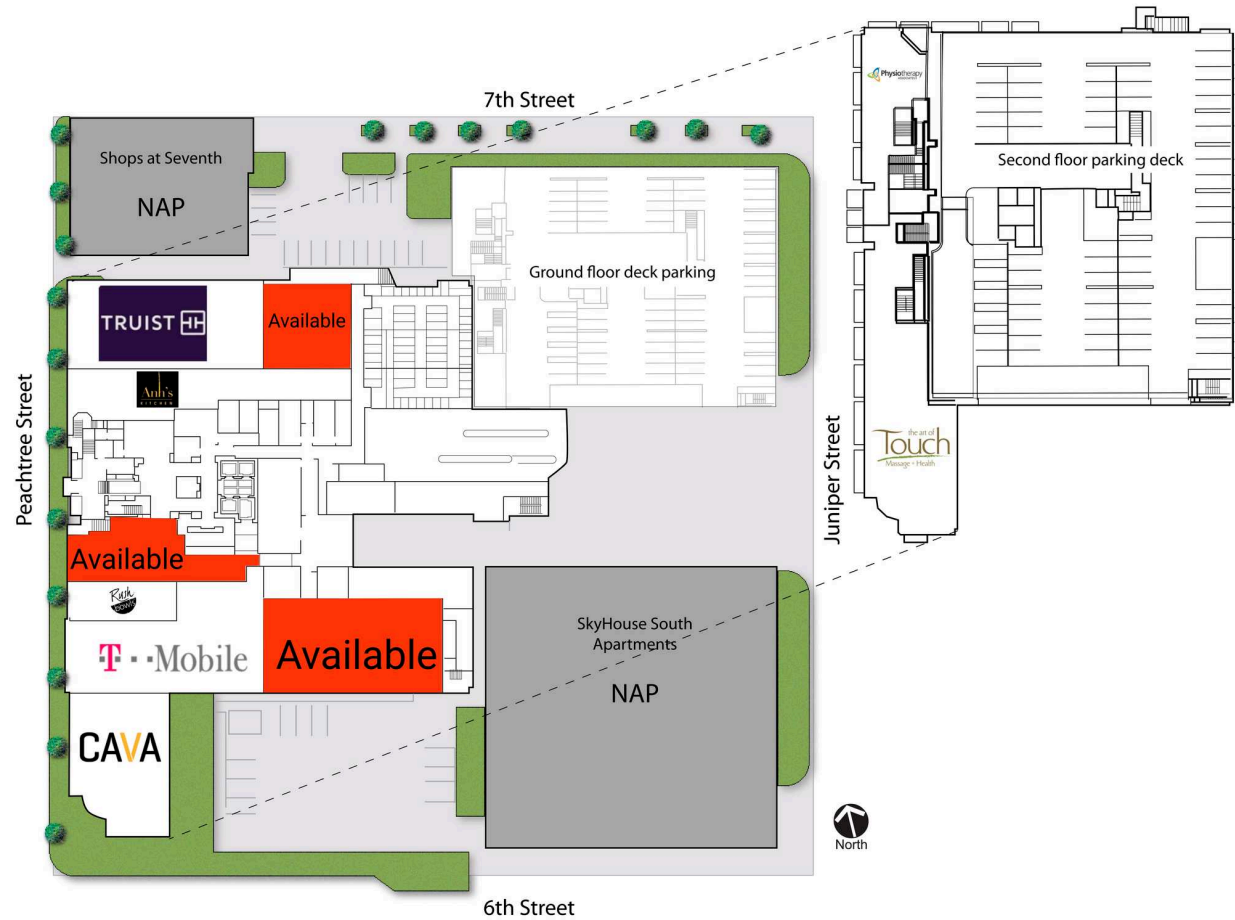 7th Street
Physiotherapy
ASSOCIATES
Shops at Seventh
NAP
Second floor parking deck
Ground floor deck parking
TRUIST
Available
Anh's
KITCHEN
Peachtree Street
Juniper Street
the art of
Touch
Massage + Health
Available
Rush
bowls
T··Mobile
Available
SkyHouse South
Apartments
NAP
CAVA
North
6th Street